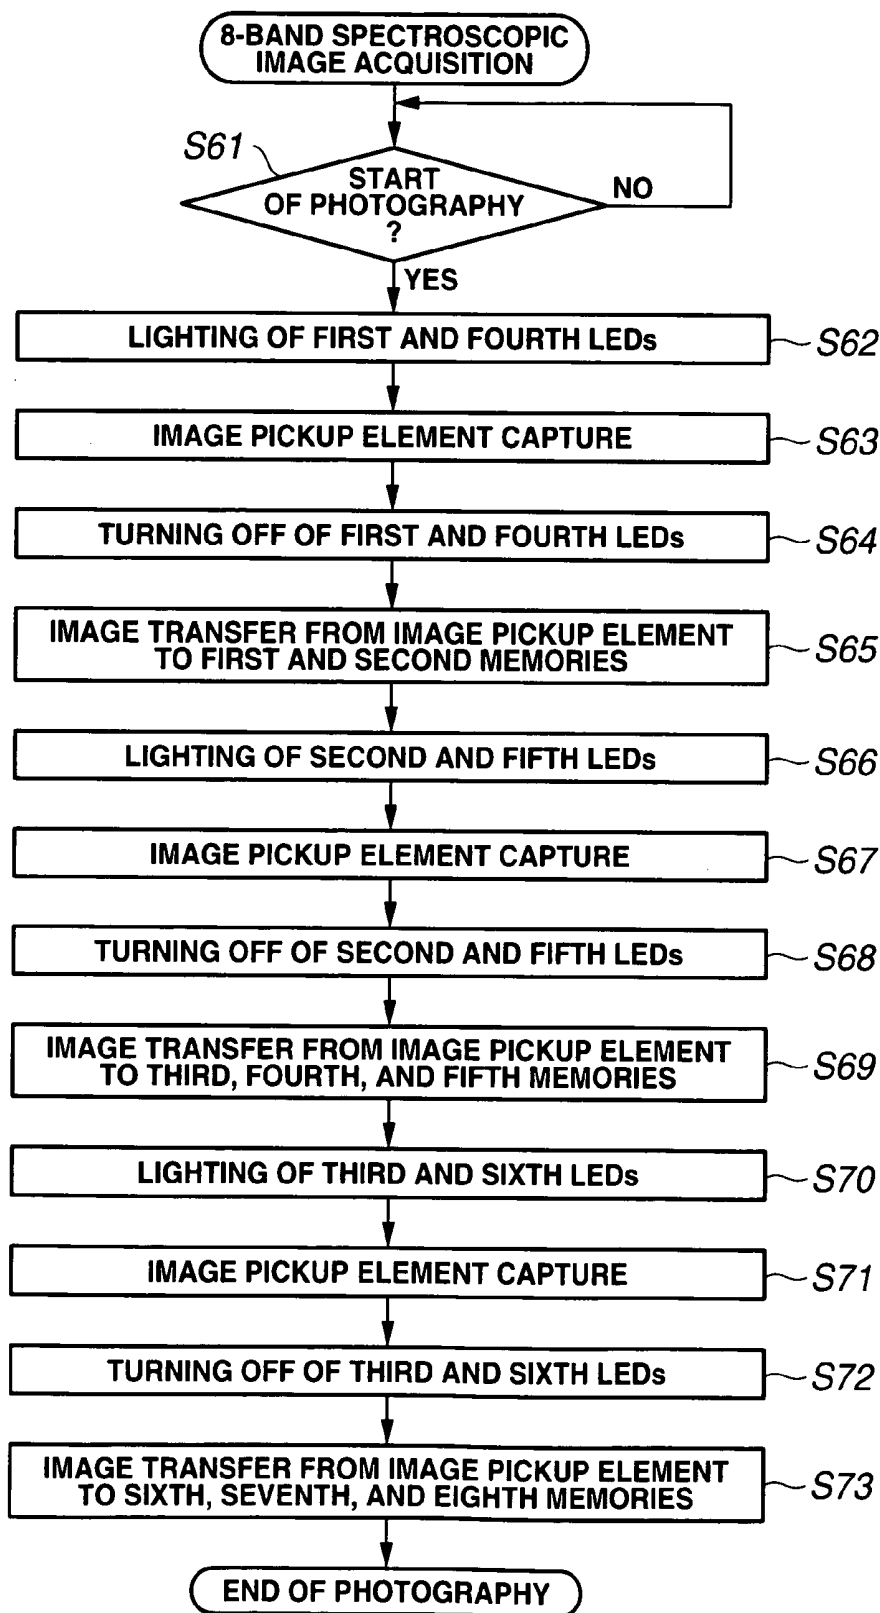 8-BAND SPECTROSCOPIC
IMAGE ACQUISITION
S61
START
OF PHOTOGRAPHY
?
NO
YES
LIGHTING OF FIRST AND FOURTH LEDs
S62
IMAGE PICKUP ELEMENT CAPTURE
S63
TURNING OFF OF FIRST AND FOURTH LEDs
S64
IMAGE TRANSFER FROM IMAGE PICKUP ELEMENT
TO FIRST AND SECOND MEMORIES
S65
LIGHTING OF SECOND AND FIFTH LEDs
S66
IMAGE PICKUP ELEMENT CAPTURE
S67
TURNING OFF OF SECOND AND FIFTH LEDs
S68
IMAGE TRANSFER FROM IMAGE PICKUP ELEMENT
TO THIRD, FOURTH, AND FIFTH MEMORIES
S69
LIGHTING OF THIRD AND SIXTH LEDs
S70
IMAGE PICKUP ELEMENT CAPTURE
S71
TURNING OFF OF THIRD AND SIXTH LEDs
S72
IMAGE TRANSFER FROM IMAGE PICKUP ELEMENT
TO SIXTH, SEVENTH, AND EIGHTH MEMORIES
S73
END OF PHOTOGRAPHY